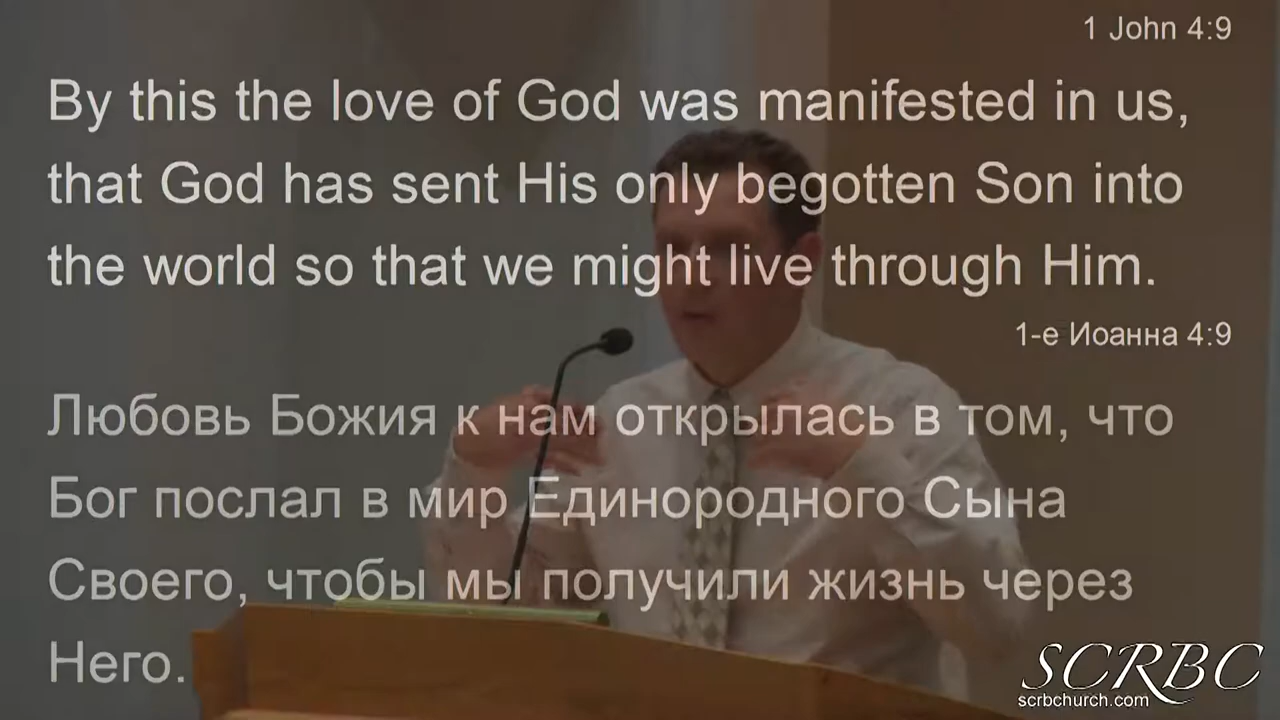 1 John 4:9
By this the love of God was manifested in us,
that God has sent His only begotten Son into
the world so that we might live through Him.
1-е Иоанна 4:9
Любовь Божия к нам открылась в том, что
Бог послал в мир Единородного Сына
Своего, чтобы мы получили жизнь через
Него.
SCRBC
scrbchurch.com